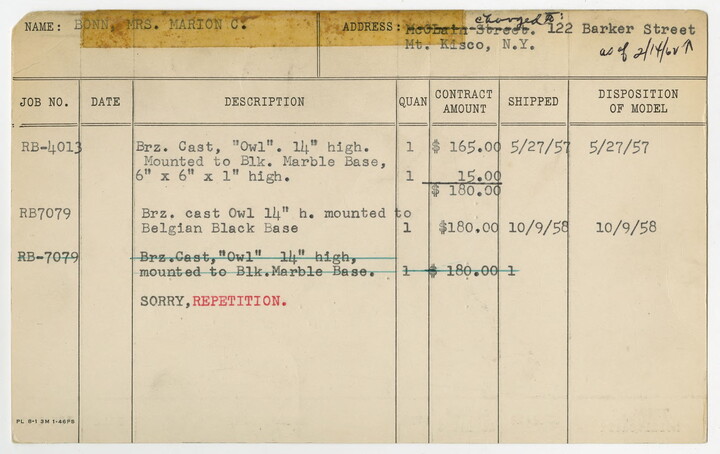 NAME: BONN, MRS. MARION C.
ADDRESS: McClain Street. changed to: 122 Barker Street
Mt. Kisco, N.Y.
as of
JOB NO. DATE DESCRIPTION QUAN CONTRACT AMOUNT SHIPPED DISPOSITION OF MODEL
RB-4013 Brz. Cast, "Owl". 14" high. 1 $ 165.00 5/27/57 5/27/57
Mounted to Blk. Marble Base,
6" x 6" x 1" high. 1 15.00
$ 180.00
RB7079 Brz. cast Owl 14" h. mounted to
Belgian Black Base 1 $180.00 10/9/58 10/9/58
RB-7079 Brz.Cast,"Owl" 14" high,
mounted to Blk.Marble Base. 1 $ 180.00 1
SORRY,REPETITION.
PL 8-1 3M 1-46PS